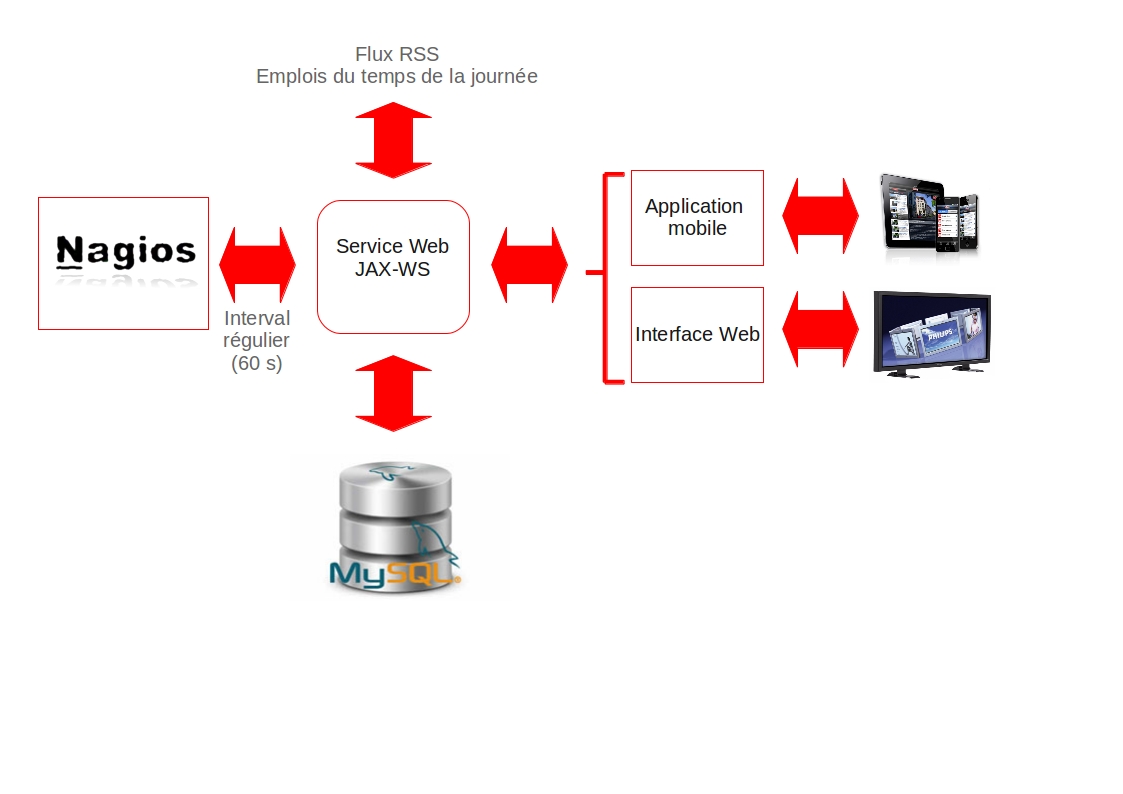 Flux RSS
Emplois du temps de la journée
Nagios
Interval
régulier
(60 s)
Service Web
JAX-WS
Application
mobile
Interface Web
PHILIPS
MySQL